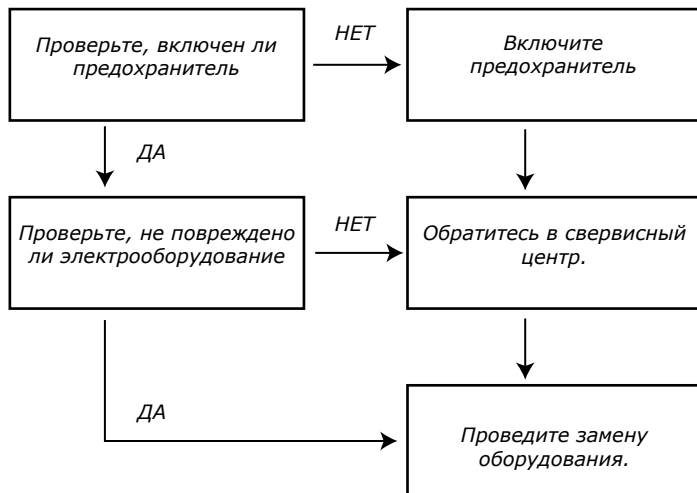 Проверьте, включен ли
предохранитель
НЕТ
Включите
предохранитель
ДА
Проверьте, не повреждено
ли электрооборудование
НЕТ
Обратитесь в свервисный
центр.
ДА
Проведите замену
оборудования.